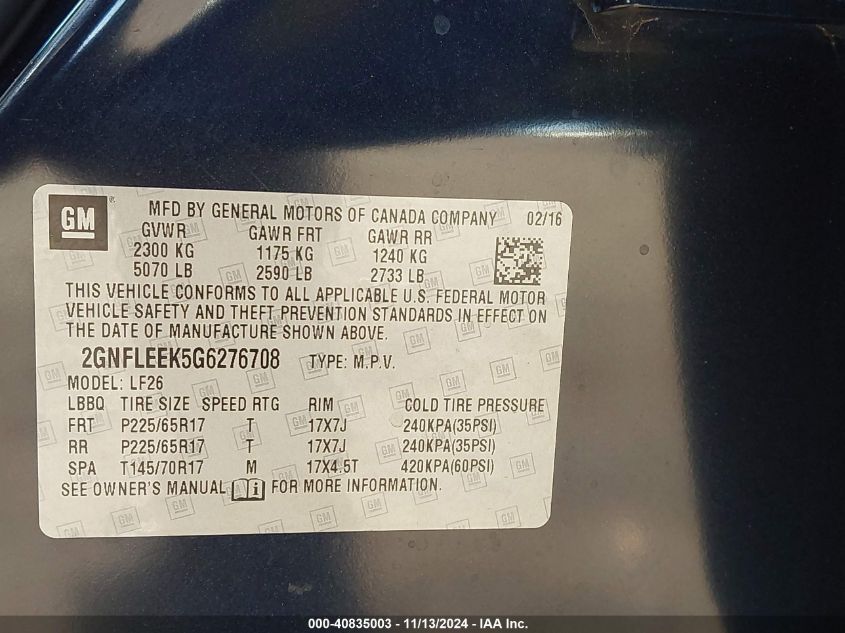 GM ® MFD BY GENERAL MOTORS OF CANADA COMPANY 02/16
GVWR GAWR FRT GAWR RR
2300 KG 1175 KG 1240 KG
5070 LB 2590 LB 2733 LB
THIS VEHICLE CONFORMS TO ALL APPLICABLE U.S. FEDERAL MOTOR
VEHICLE SAFETY AND THEFT PREVENTION STANDARDS IN EFFECT ON
THE DATE OF MANUFACTURE SHOWN ABOVE.
2GNFLEEK5G6276708 TYPE: M.P.V.
MODEL: LF26
LBBQ TIRE SIZE SPEED RTG RIM COLD TIRE PRESSURE
FRT P225/65R17 T 17X7J 240KPA(35PSI)
RR P225/65R17 T 17X7J 240KPA(35PSI)
SPA T145/70R17 M 17X4.5T 420KPA(60PSI)
SEE OWNER'S MANUAL FOR MORE INFORMATION.
000-40835003 - 11/13/2024 - IAA Inc.